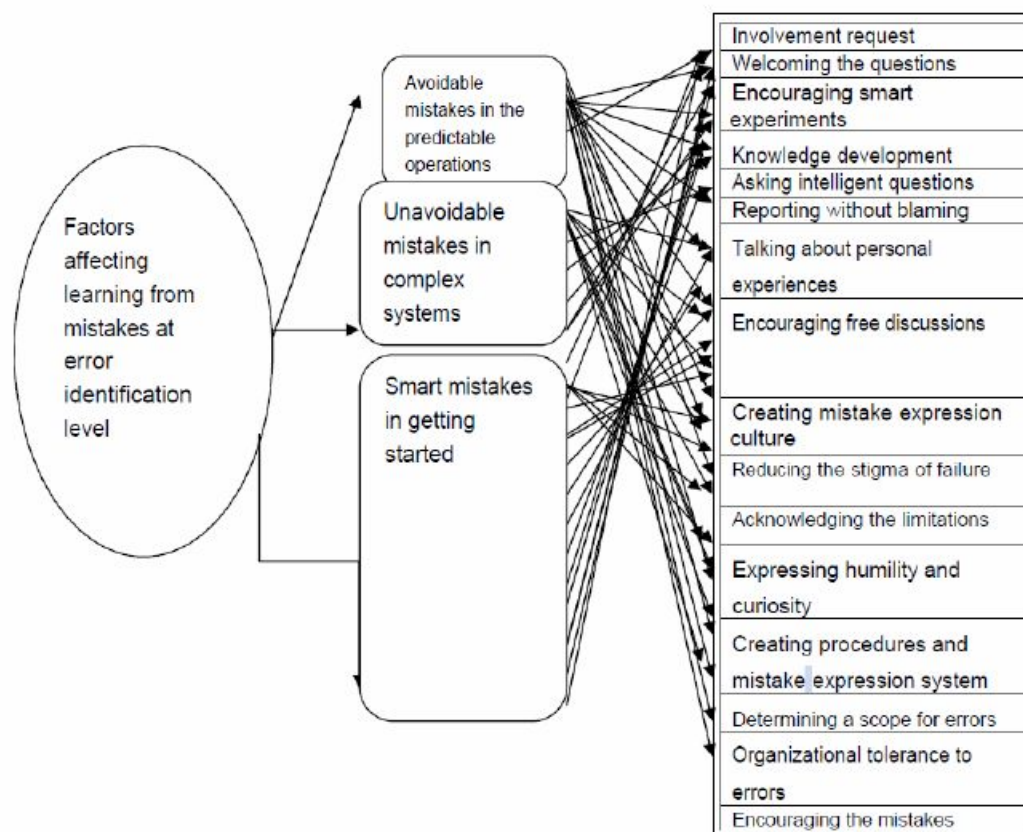 Factors
affecting
learning from
mistakes at
error
identification
level
Avoidable
mistakes in the
predictable
operations
Unavoidable
mistakes in
complex
systems
Smart mistakes
in getting
started
Involvement request
Welcoming the questions
Encouraging smart
experiments
Knowledge development
Asking intelligent questions
Reporting without blaming
Talking about personal
experiences
Encouraging free discussions
Creating mistake expression
culture
Reducing the stigma of failure
Acknowledging the limitations
Expressing humility and
curiosity
Creating procedures and
mistake expression system
Determining a scope for errors
Organizational tolerance to
errors
Encouraging the mistakes